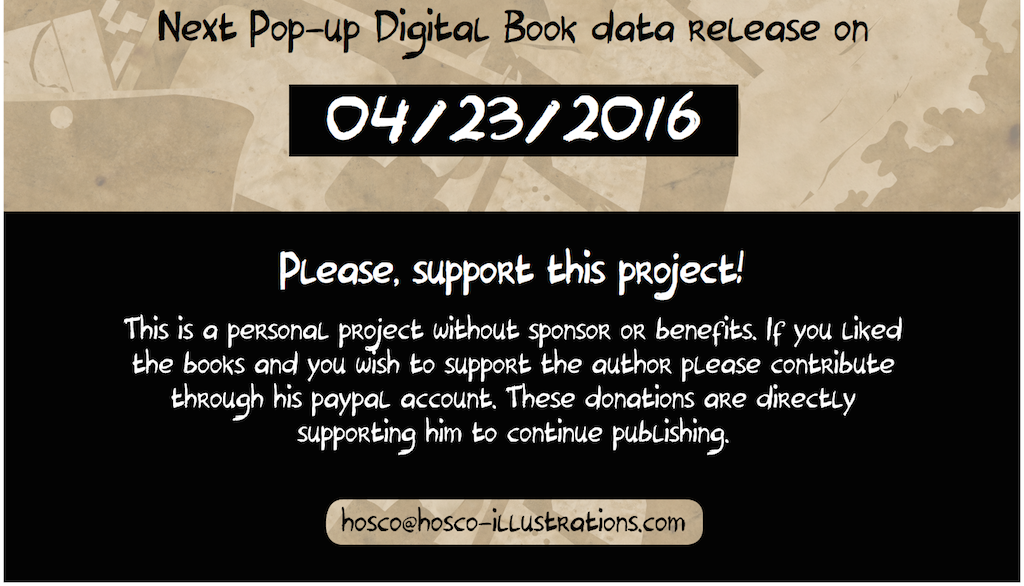 Next Pop-up Digital Book data release on
04/23/2016
Please, support this project!
This is a personal project without sponsor or benefits. If you liked
the books and you wish to support the author please contribute
through his paypal account. These donations are directly
supporting him to continue publishing.
hosco@hosco-illustrations.com